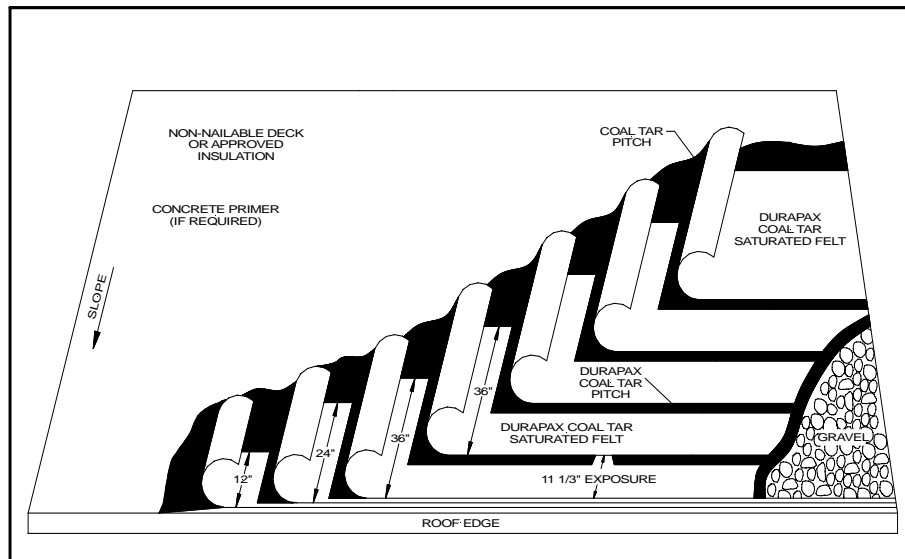 NON-NAILABLE DECK
OR APPROVED
INSULATION
COAL TAR
PITCH
CONCRETE PRIMER
(IF REQUIRED)
DURAPAX
COAL TAR
SATURATED FELT
SLOPE
DURAPAX
COAL TAR
PITCH
36"
DURAPAX COAL TAR
SATURATED FELT
GRAVEL
36"
24"
12"
11 1/3" EXPOSURE
ROOF EDGE